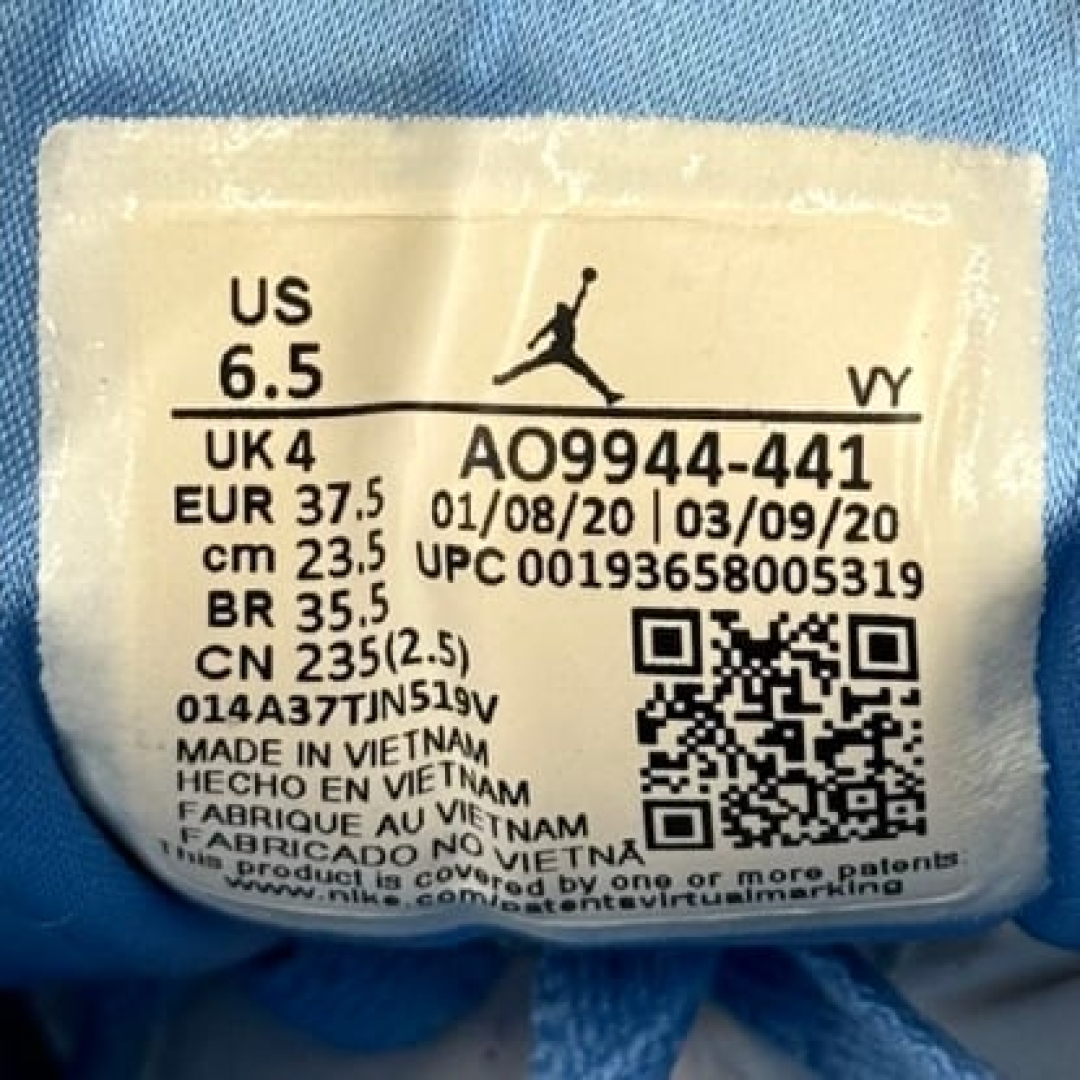 US
6.5
VY
UK 4
AO9944-441
EUR 37.5
01/08/20 | 03/09/20
cm 23.5
UPC 00193658005319
BR 35.5
CN 235(2.5)
014A37TJN519V
MADE IN VIETNAM
HECHO EN VIETNAM
FABRIQUE AU VIETNAM
FABRICADO NO VIETNÃ
This product is covered by one or more patents:
www.nike.com/patentsvirtualmarking